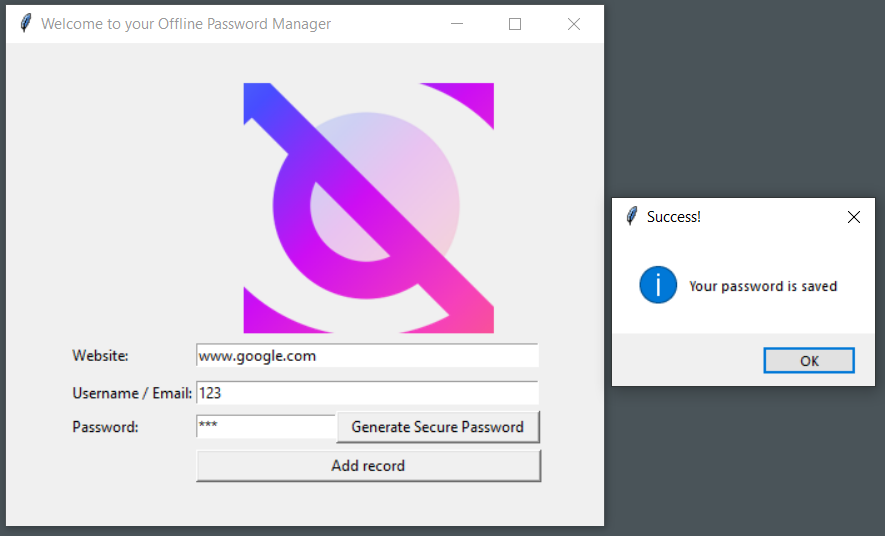 Welcome to your Offline Password Manager
Success!
Your password is saved
OK
Website:
www.google.com
Username / Email:
123
Password:
***
Generate Secure Password
Add record